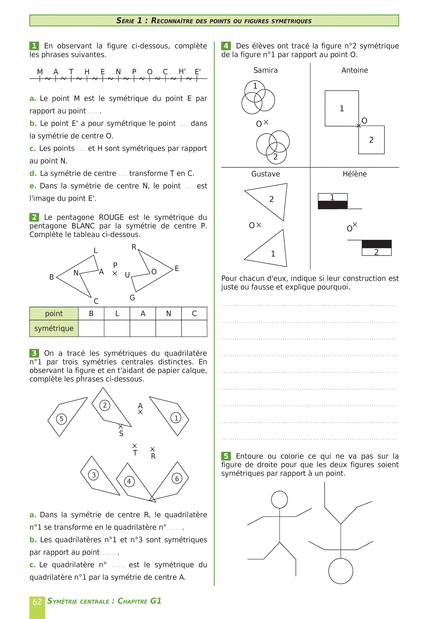 SÉRIE 1 : RECONNAÎTRE DES POINTS OU FIGURES SYMÉTRIQUES
1 En observant la figure ci-dessous, complète
les phrases suivantes.
M A T H E N P O C H' E'
a. Le point M est le symétrique du point E par
rapport au point ..... .
b. Le point E' a pour symétrique le point ..... dans
la symétrie de centre O.
c. Les points .... et H sont symétriques par rapport
au point N.
d. La symétrie de centre .... transforme T en C.
e. Dans la symétrie de centre N, le point ..... est
l'image du point E'.
2 Le pentagone ROUGE est le symétrique du
pentagone BLANC par la symétrie de centre P.
Complète le tableau ci-dessous.
L R
B N A P U O E
C G
point B L A N C
symétrique
3 On a tracé les symétriques du quadrilatère
n°1 par trois symétries centrales distinctes. En
observant la figure et en t'aidant de papier calque,
complète les phrases ci-dessous.
5 2 A 1
S
T R
3 4 6
a. Dans la symétrie de centre R, le quadrilatère
n°1 se transforme en le quadrilatère n°...... .
b. Les quadrilatères n°1 et n°3 sont symétriques
par rapport au point ....... .
c. Le quadrilatère n° ...... est le symétrique du
quadrilatère n°1 par la symétrie de centre A.
62 SYMÉTRIE CENTRALE : CHAPITRE G1
4 Des élèves ont tracé la figure n°2 symétrique
de la figure n°1 par rapport au point O.
Samira Antoine
1 O 2
1 O 2
Gustave Hélène
2 O 1
1 O 2
Pour chacun d'eux, indique si leur construction est
juste ou fausse et explique pourquoi.
5 Entoure ou colorie ce qui ne va pas sur la
figure de droite pour que les deux figures soient
symétriques par rapport à un point.